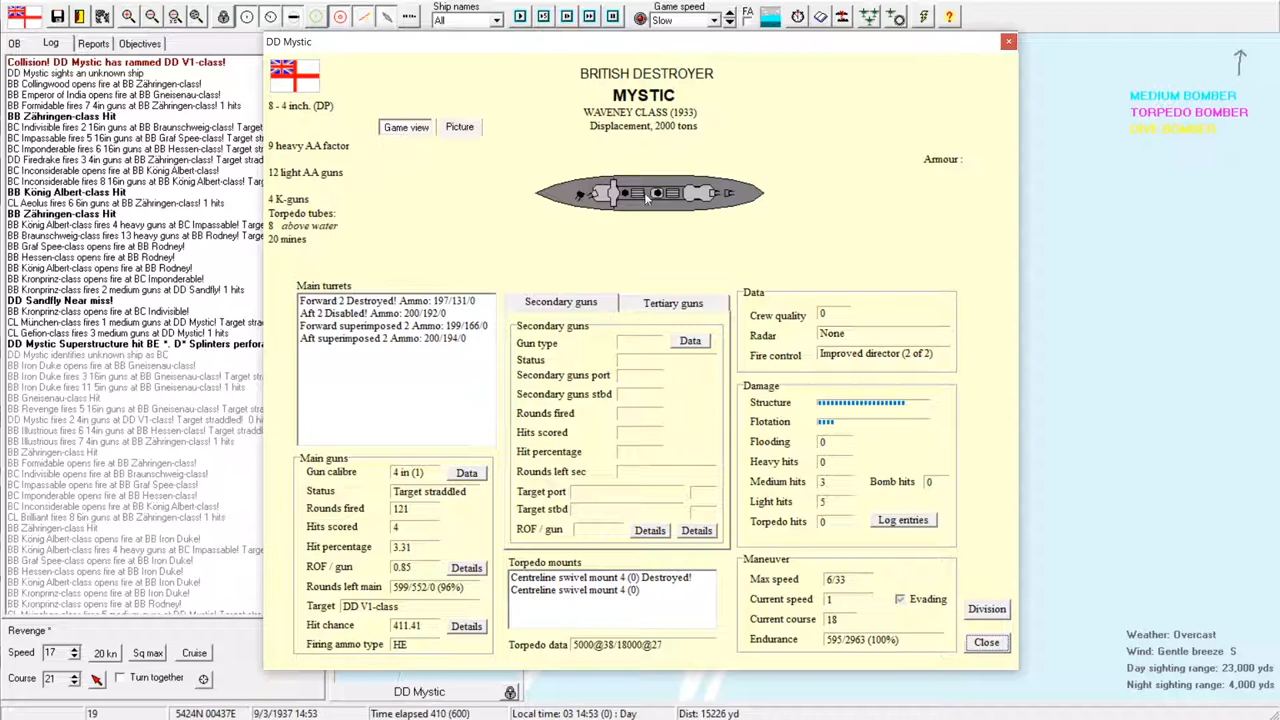 Ship names
Game speed
All
Slow
FA
OB Log Reports Objectives
Collision! DD Mystic has rammed DD V1-class!
DD Mystic sights an unknown ship
BB Collingwood opens fire at BB Zähringen-class!
BB Emperor of India opens fire at BB Gneisenau-class!
BB Formidable fires 7 4in guns at BB Zähringen-class! 1 hits
BB Zähringen-class Hit
BC Indivisible fires 2 16in guns at BB Braunschweig-class! Target
BC Impassable fires 5 16in guns at BB Gneisenau-class! Targ
BC Imponderable fires 6 16in guns at BB Hessen-class! Target
DD Firedrake fires 3 4in guns at BB Zähringen-class! Target stra
BC Inconsiderable opens fire at BB König Albert-class!
BC Inconsiderable fires 8 16in guns at BB König Albert-class!
BB König Albert-class Hit
CL Aeolus fires 6 6in guns at BB Zähringen-class! 1 hits
BB Zähringen-class Hit
BB König Albert-class fires 4 heavy guns at BC Impassable! Targ
BB Braunschweig-class fires 13 heavy guns at BB Rodney! Targ
BB Graf Spee-class opens fire at BB Rodney!
BB Hessen-class opens fire at BB Rodney!
BB König Albert-class opens fire at BB Rodney!
BB Kronprinz-class opens fire at BC Imponderable!
BB Kronprinz-class fires 2 medium guns at DD Sandfly! 1 hits
DD Sandfly Near miss!
BB Kronprinz-class opens fire at BC Indivisible!
CL München-class fires 1 medium guns at DD Mystic! Target str
CL Gefion-class fires 3 medium guns at DD Mystic! 1 hits
DD Mystic Superstructure hit BE *. D* Splinters perfor
DD Mystic identifies unknown ship as BC
BB Iron Duke opens fire at BB Gneisenau-class!
BB Iron Duke fires 3 16in guns at BB Gneisenau-class! Target
BB Iron Duke fires 11 5in guns at BB Gneisenau-class! 1 hits
BB Gneisenau-class Hit
BB Revenge fires 5 16in guns at BB Gneisenau-class! Target str
DD Mystic fires 2 4in guns at DD V1-class! Target straddled! 0 h
BB Illustrious fires 6 14in guns at BB Hessen-class! Target strad
BB Illustrious fires 7 4in guns at BB Zähringen-class! 1 hits
BB Zähringen-class Hit
BB Formidable opens fire at BB Zähringen-class!
BC Indivisible opens fire at BB Braunschweig-class!
BC Impassable opens fire at BB Gneisenau-class!
BC Imponderable opens fire at BB Hessen-class!
CL Brilliant fires 8 6in guns at BB Zähringen-class! 1 hits
BB Zähringen-class Hit
BB König Albert-class opens fire at BB Iron Duke!
BB König Albert-class fires 4 heavy guns at BC Impassable! Targ
BB Graf Spee-class opens fire at BB Iron Duke!
BB Hessen-class opens fire at BB Iron Duke!
BB König Albert-class opens fire at BB Iron Duke!
BB Kronprinz-class opens fire at BB Iron Duke!
BB Kronprinz-class opens fire at BB Rodney!
Revenge *
Speed 17 20 kn Sq max Cruise
Course 21 Turn together
DD Mystic
BRITISH DESTROYER
MYSTIC
WAVENEY CLASS (1933)
Displacement, 2000 tons
8 - 4 inch. (DP)
Game view Picture
9 heavy AA factor
Armour :
12 light AA guns
4 K-guns
Torpedo tubes:
8 above water
20 mines
Main turrets
Forward 2 Destroyed! Ammo: 197/131/0
Aft 2 Disabled! Ammo: 200/192/0
Forward superimposed 2 Ammo: 199/166/0
Aft superimposed 2 Ammo: 200/194/0
Main guns
Gun calibre 4 in (1) Data
Status Target straddled
Rounds fired 121
Hits scored 4
Hit percentage 3.31
ROF / gun 0.85 Details
Rounds left main 599/552/0 (96%)
Target DD V1-class
Hit chance 411.41 Details
Firing ammo type HE
Secondary guns Tertiary guns
Secondary guns
Gun type Data
Status
Secondary guns port
Secondary guns stbd
Rounds fired
Hits scored
Hit percentage
Rounds left sec
Target port
Target stbd
ROF / gun Details Details
Torpedo mounts
Centreline swivel mount 4 (0) Destroyed!
Centreline swivel mount 4 (0)
Torpedo data 5000@38/18000@27
Data
Crew quality 0
Radar None
Fire control Improved director (2 of 2)
Damage
Structure
Flotation
Flooding 0
Heavy hits 0
Medium hits 3 Bomb hits 0
Light hits 5
Torpedo hits 0 Log entries
Maneuver
Max speed 6/33
Current speed 1 Evading
Current course 18
Endurance 595/2963 (100%)
Division
Close
MEDIUM BOMBER
TORPEDO BOMBER
DIVE BOMBER
Weather: Overcast
Wind: Gentle breeze S
Day sighting range: 23,000 yds
Night sighting range: 4,000 yds
DD Mystic
19 5424N 00437E 9/3/1937 14:53 Time elapsed 410 (600) Local time: 03 14:53 (0) : Day Dist: 15226 yd